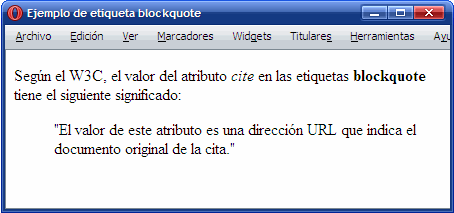 Ejemplo de etiqueta blockquote
Archivo Edición Ver Marcadores Widgets Titulares Herramientas
Según el W3C, el valor del atributo cite en las etiquetas blockquote
tiene el siguiente significado:
"El valor de este atributo es una dirección URL que indica el
documento original de la cita."